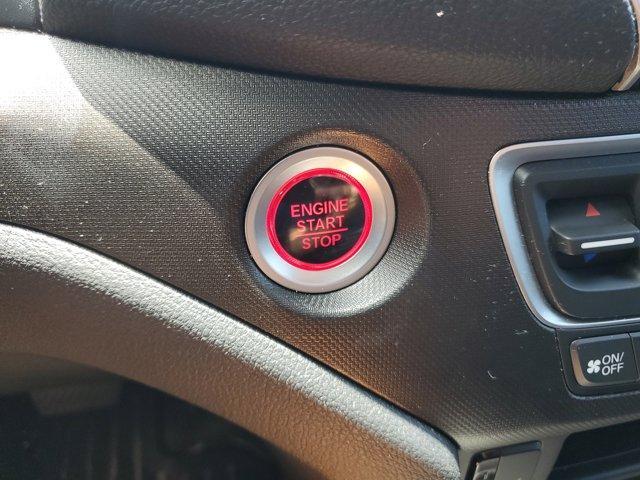 ENGINE
START
STOP
ON/
OFF